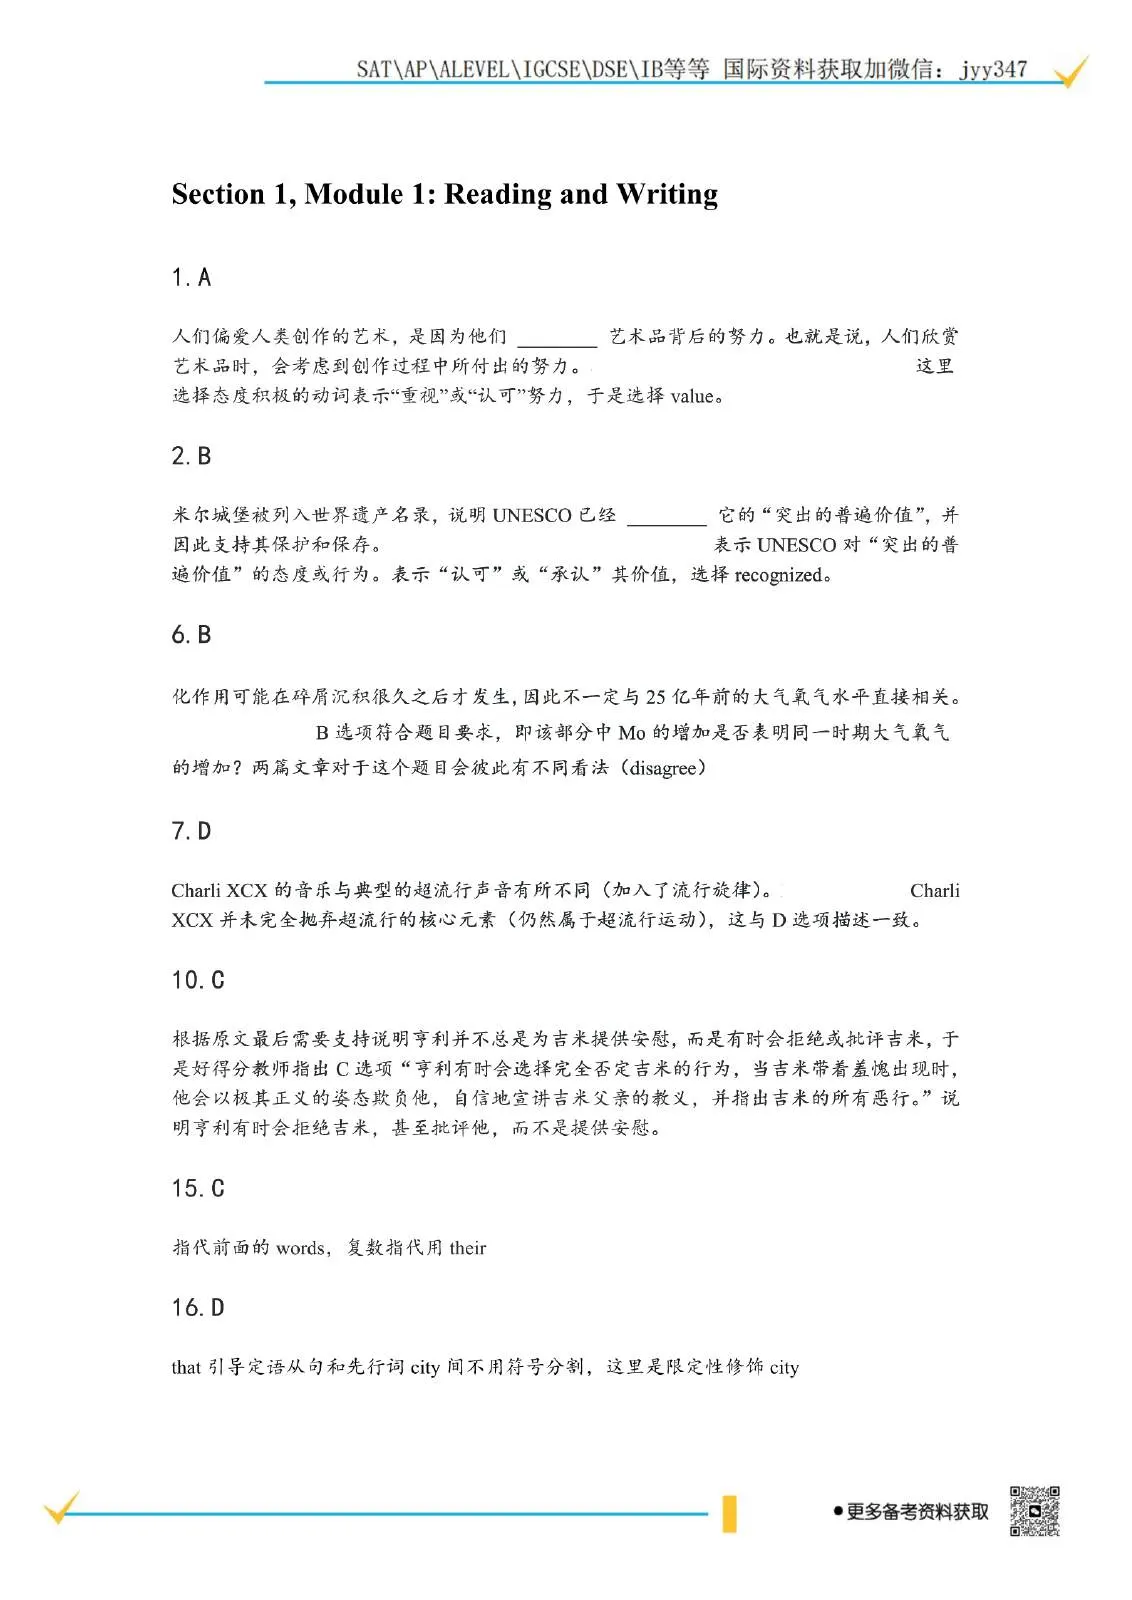 SAT\AP\ALEVEL\IGCSE\DSE\IB等等 国际资料获取加微信：jyy347
Section 1, Module 1: Reading and Writing
1. A
人们偏爱人类创作的艺术，是因为他们 ________ 艺术品背后的努力。也就是说，人们欣赏
艺术品时，会考虑到创作过程中所付出的努力。 这里
选择态度积极的动词表示“重视”或“认可”努力，于是选择 value。
2. B
米尔城堡被列入世界遗产名录，说明 UNESCO 已经 ________ 它的“突出的普遍价值”，并
因此支持其保护和保存。 表示 UNESCO 对“突出的普
遍价值”的态度或行为。表示“认可”或“承认”其价值，选择 recognized。
6. B
化作用可能在碎屑沉积很久之后才发生，因此不一定与 25 亿年前的大气氧气水平直接相关。
B 选项符合题目要求，即该部分中 Mo 的增加是否表明同一时期大气氧气
的增加？两篇文章对于这个题目会彼此有不同看法（disagree）
7. D
Charli XCX 的音乐与典型的超流行声音有所不同（加入了流行旋律）。 Charli
XCX 并未完全抛弃超流行的核心元素（仍然属于超流行运动），这与 D 选项描述一致。
10. C
根据原文最后需要支持说明亨利并不总是为吉米提供安慰，而是有时会拒绝或批评吉米，于
是好得分教师指出 C 选项“亨利有时会选择完全否定吉米的行为，当吉米带着羞愧出现时，
他会以极其正义的姿态欺负他，自信地宣讲吉米父亲的教义，并指出吉米的所有恶行。”说
明亨利有时会拒绝吉米，甚至批评他，而不是提供安慰。
15. C
指代前面的 words，复数指代用 their
16. D
that 引导定语从句和先行词 city 间不用符号分割，这里是限定性修饰 city
●更多备考资料获取